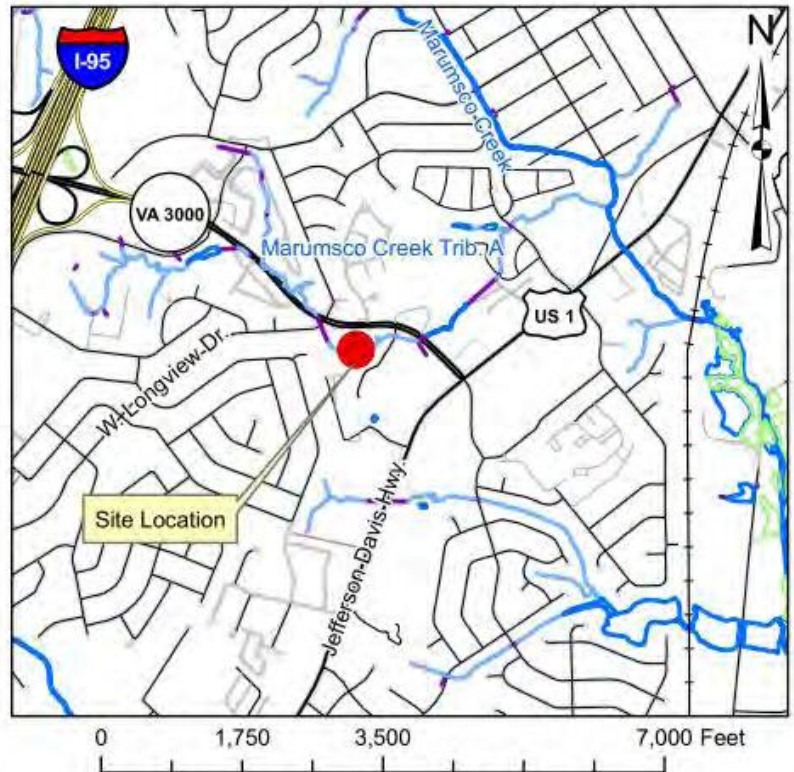 N
I-95
Marumsco-Creek
VA 3000
Marumsco Creek Trib. A
US 1
W.-Longview-Dr.
Site Location
Jefferson-Davis-Hwy.
0 1,750 3,500 7,000 Feet